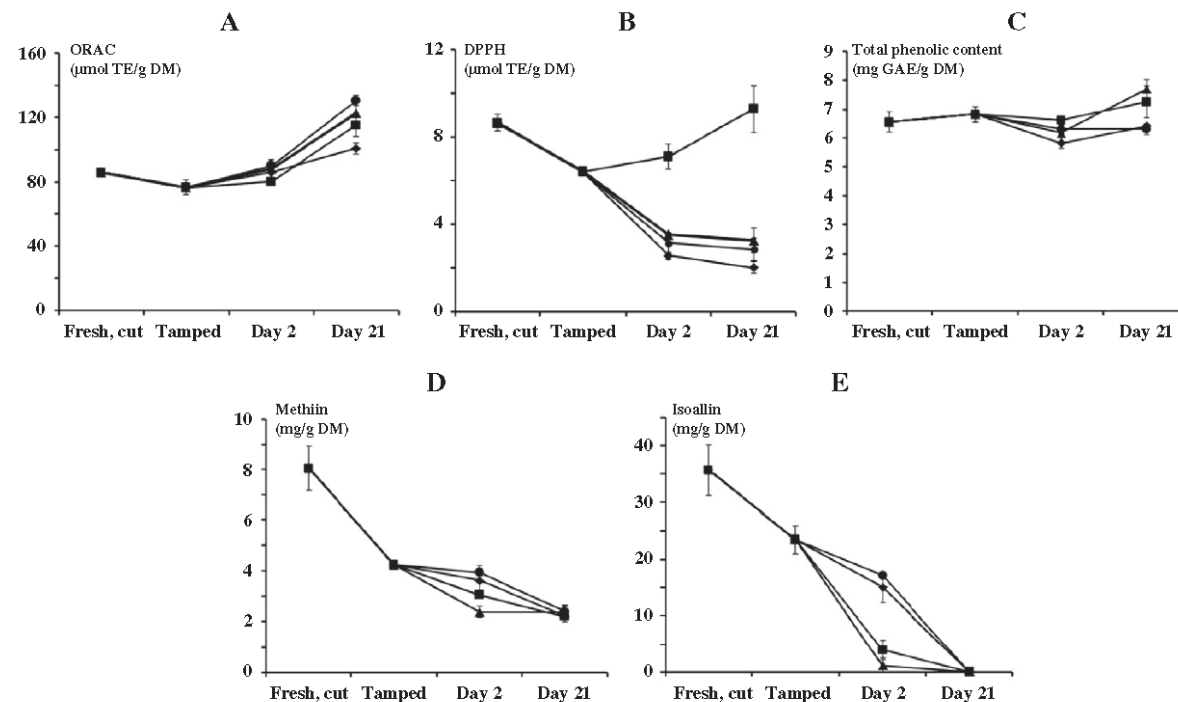 A
ORAC
(µmol TE/g DM)
160
120
80
40
0
Fresh, cut Tamped Day 2 Day 21
B
DPPH
(µmol TE/g DM)
12
8
4
0
Fresh, cut Tamped Day 2 Day 21
C
Total phenolic content
(mg GAE/g DM)
9
8
7
6
5
4
3
2
1
0
Fresh, cut Tamped Day 2 Day 21
D
Methiin
(mg/g DM)
10
8
6
4
2
0
Fresh, cut Tamped Day 2 Day 21
E
Isoallin
(mg/g DM)
40
30
20
10
0
Fresh, cut Tamped Day 2 Day 21